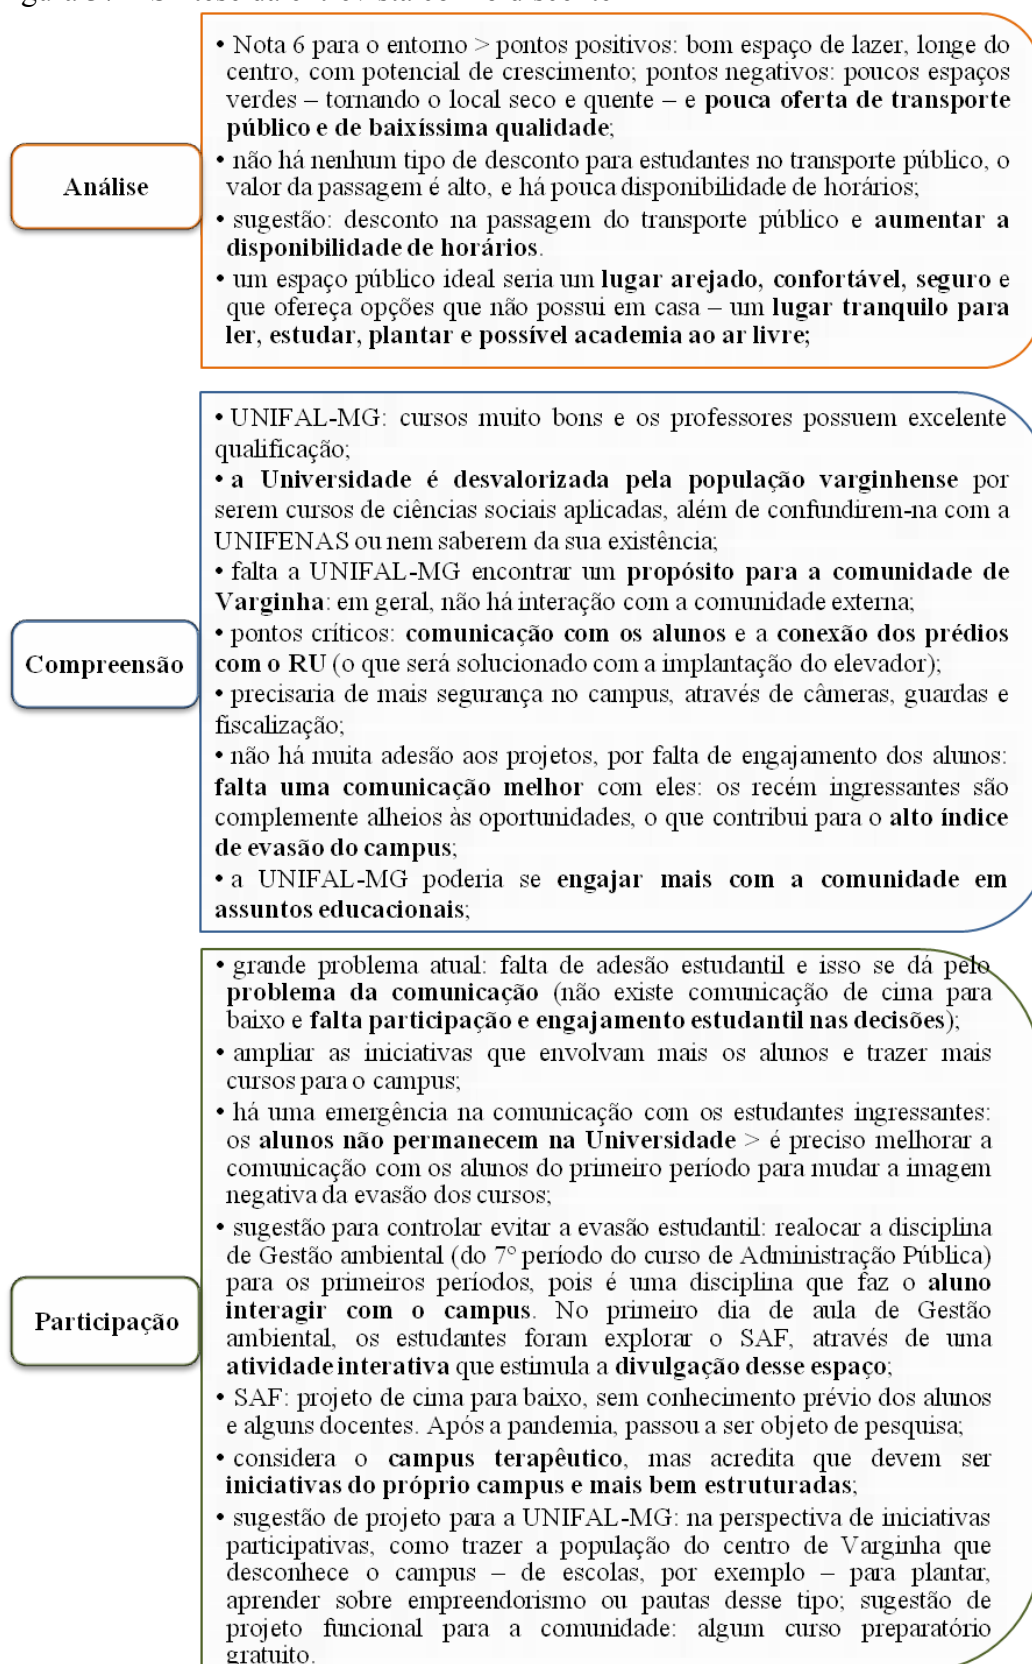 Análise
• Nota 6 para o entorno > pontos positivos: bom espaço de lazer, longe do
centro, com potencial de crescimento; pontos negativos: poucos espaços
verdes – tornando o local seco e quente – e pouca oferta de transporte
público e de baixíssima qualidade;
• não há nenhum tipo de desconto para estudantes no transporte público, o
valor da passagem é alto, e há pouca disponibilidade de horários;
• sugestão: desconto na passagem do transporte público e aumentar a
disponibilidade de horários.
• um espaço público ideal seria um lugar arejado, confortável, seguro e
que ofereça opções que não possui em casa – um lugar tranquilo para
ler, estudar, plantar e possível academia ao ar livre;
Compreensão
• UNIFAL-MG: cursos muito bons e os professores possuem excelente
qualificação;
• a Universidade é desvalorizada pela população varginhense por
serem cursos de ciências sociais aplicadas, além de confundirem-na com a
UNIFENAS ou nem saberem da sua existência;
• falta a UNIFAL-MG encontrar um propósito para a comunidade de
Varginha: em geral, não há interação com a comunidade externa;
• pontos críticos: comunicação com os alunos e a conexão dos prédios
com o RU (o que será solucionado com a implantação do elevador);
• precisaria de mais segurança no campus, através de câmeras, guardas e
fiscalização;
• não há muita adesão aos projetos, por falta de engajamento dos alunos:
falta uma comunicação melhor com eles: os recém ingressantes são
complemente alheios às oportunidades, o que contribui para o alto índice
de evasão do campus;
• a UNIFAL-MG poderia se engajar mais com a comunidade em
assuntos educacionais;
Participação
• grande problema atual: falta de adesão estudantil e isso se dá pelo
problema da comunicação (não existe comunicação de cima para
baixo e falta participação e engajamento estudantil nas decisões);
• ampliar as iniciativas que envolvam mais os alunos e trazer mais
cursos para o campus;
• há uma emergência na comunicação com os estudantes ingressantes:
os alunos não permanecem na Universidade > é preciso melhorar a
comunicação com os alunos do primeiro período para mudar a imagem
negativa da evasão dos cursos;
• sugestão para controlar evitar a evasão estudantil: realocar a disciplina
de Gestão ambiental (do 7° período do curso de Administração Pública)
para os primeiros períodos, pois é uma disciplina que faz o aluno
interagir com o campus. No primeiro dia de aula de Gestão
ambiental, os estudantes foram explorar o SAF, através de uma
atividade interativa que estimula a divulgação desse espaço;
• SAF: projeto de cima para baixo, sem conhecimento prévio dos alunos
e alguns docentes. Após a pandemia, passou a ser objeto de pesquisa;
• considera o campus terapêutico, mas acredita que devem ser
iniciativas do próprio campus e mais bem estruturadas;
• sugestão de projeto para a UNIFAL-MG: na perspectiva de iniciativas
participativas, como trazer a população do centro de Varginha que
desconhece o campus – de escolas, por exemplo – para plantar,
aprender sobre empreendorismo ou pautas desse tipo; sugestão de
projeto funcional para a comunidade: algum curso preparatório
gratuito.